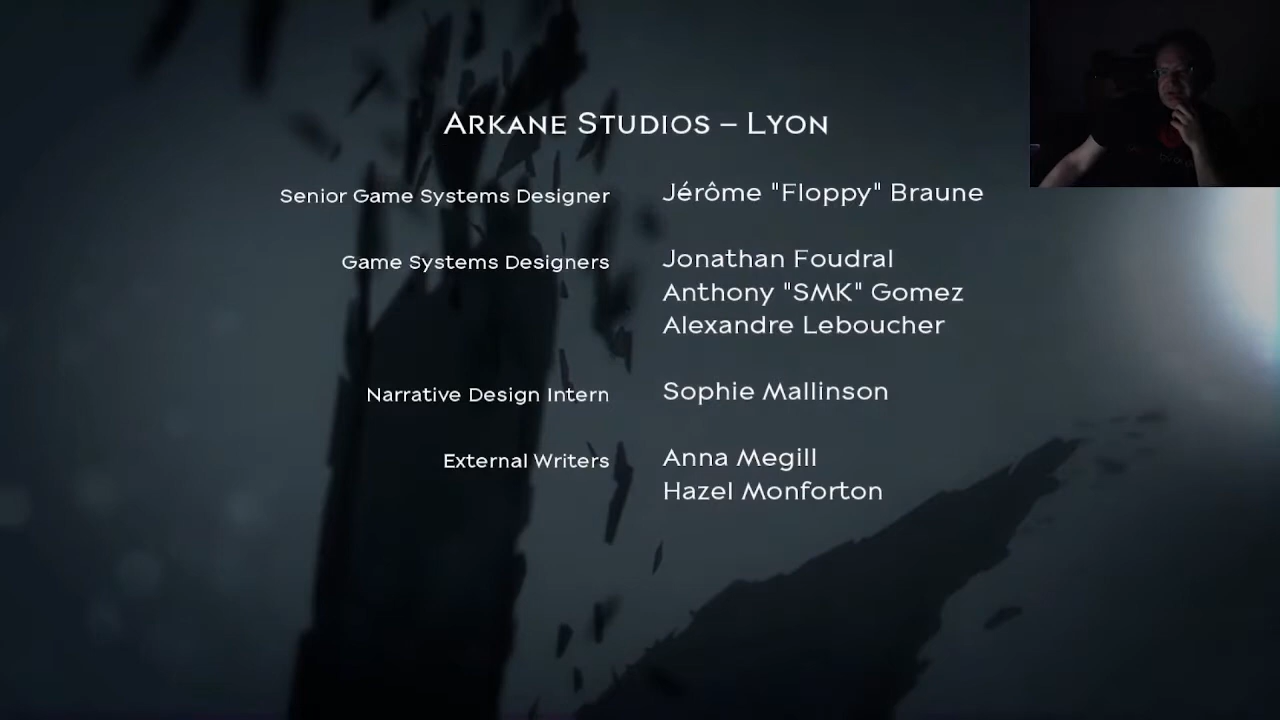 ARKANE STUDIOS – LYON
Senior Game Systems Designer Jérôme "Floppy" Braune
Game Systems Designers Jonathan Foudral
Anthony "SMK" Gomez
Alexandre Leboucher
Narrative Design Intern Sophie Mallinson
External Writers Anna Megill
Hazel Monforton